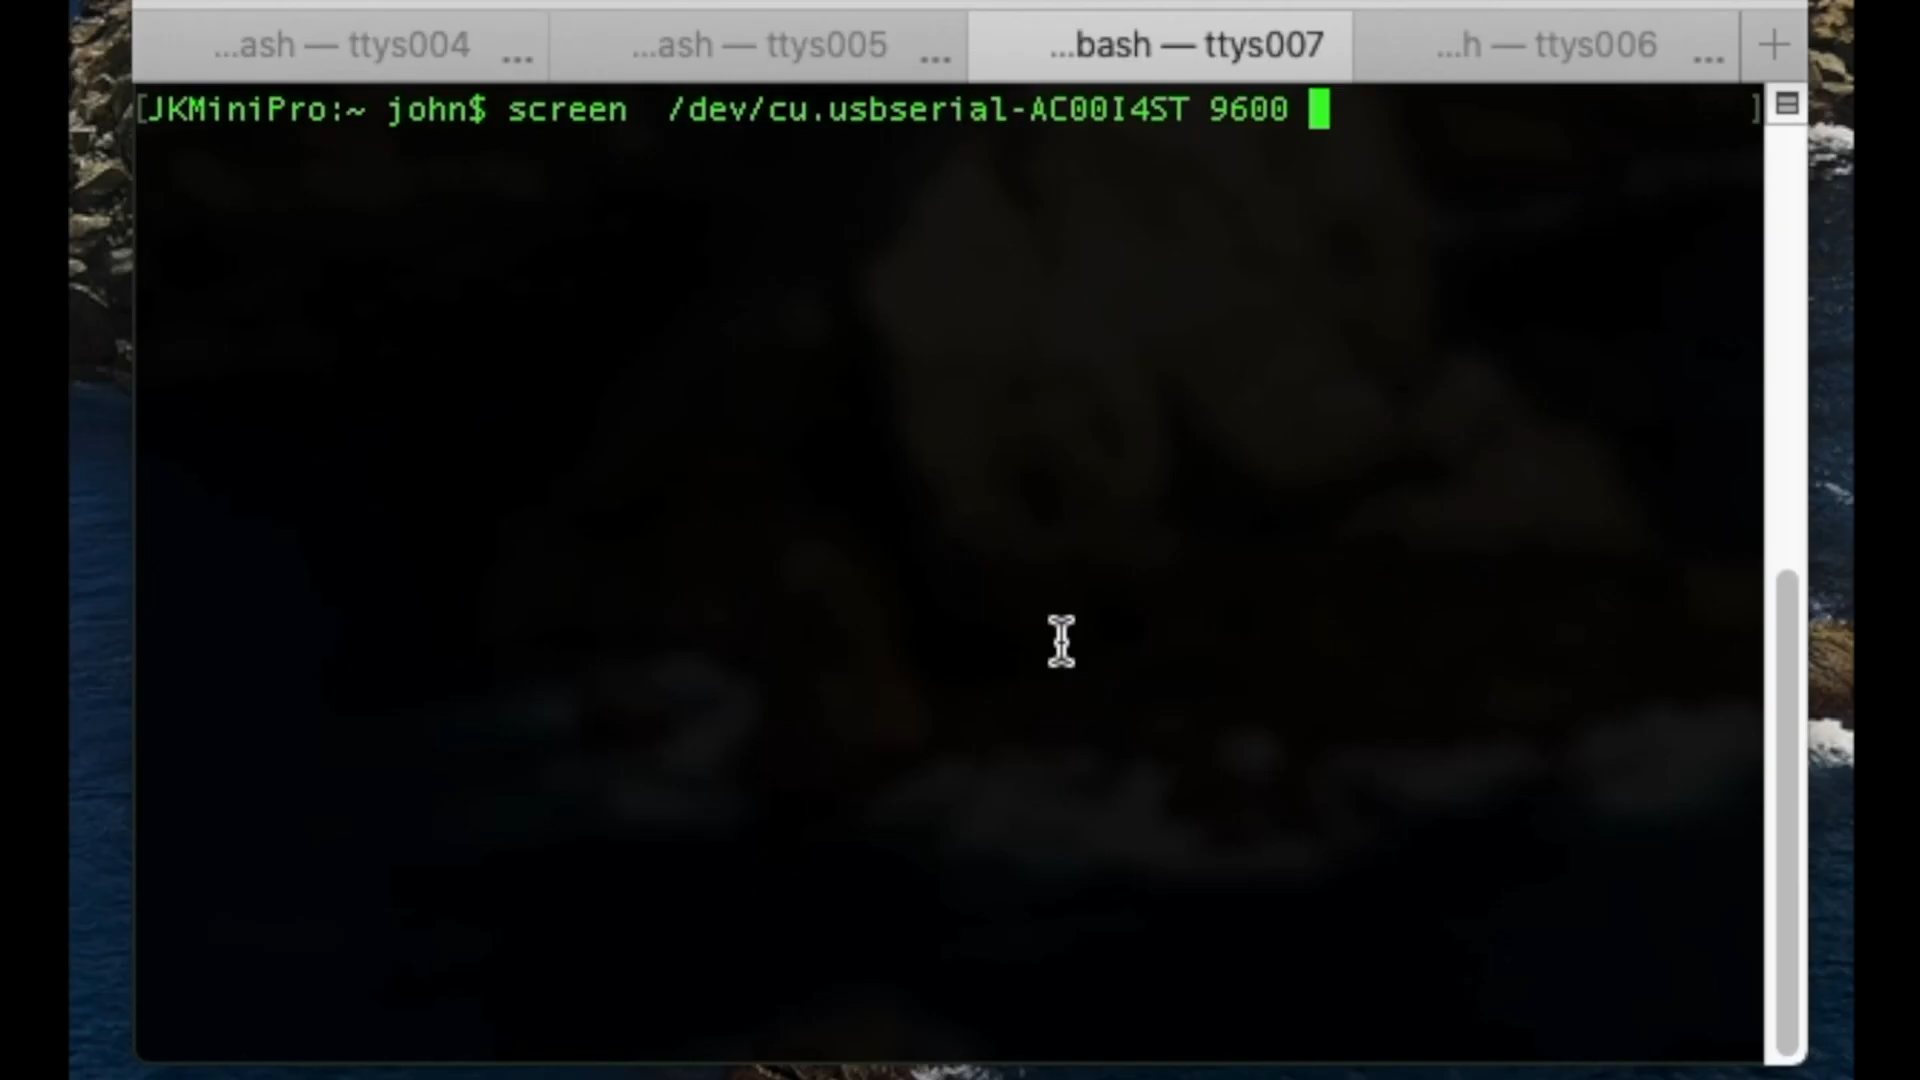 ...ash — ttys004 ...
...ash — ttys005 ...
...bash — ttys007
...h — ttys006 ...
[JKMiniPro:~ john$ screen  /dev/cu.usbserial-AC00I4ST 9600 ]